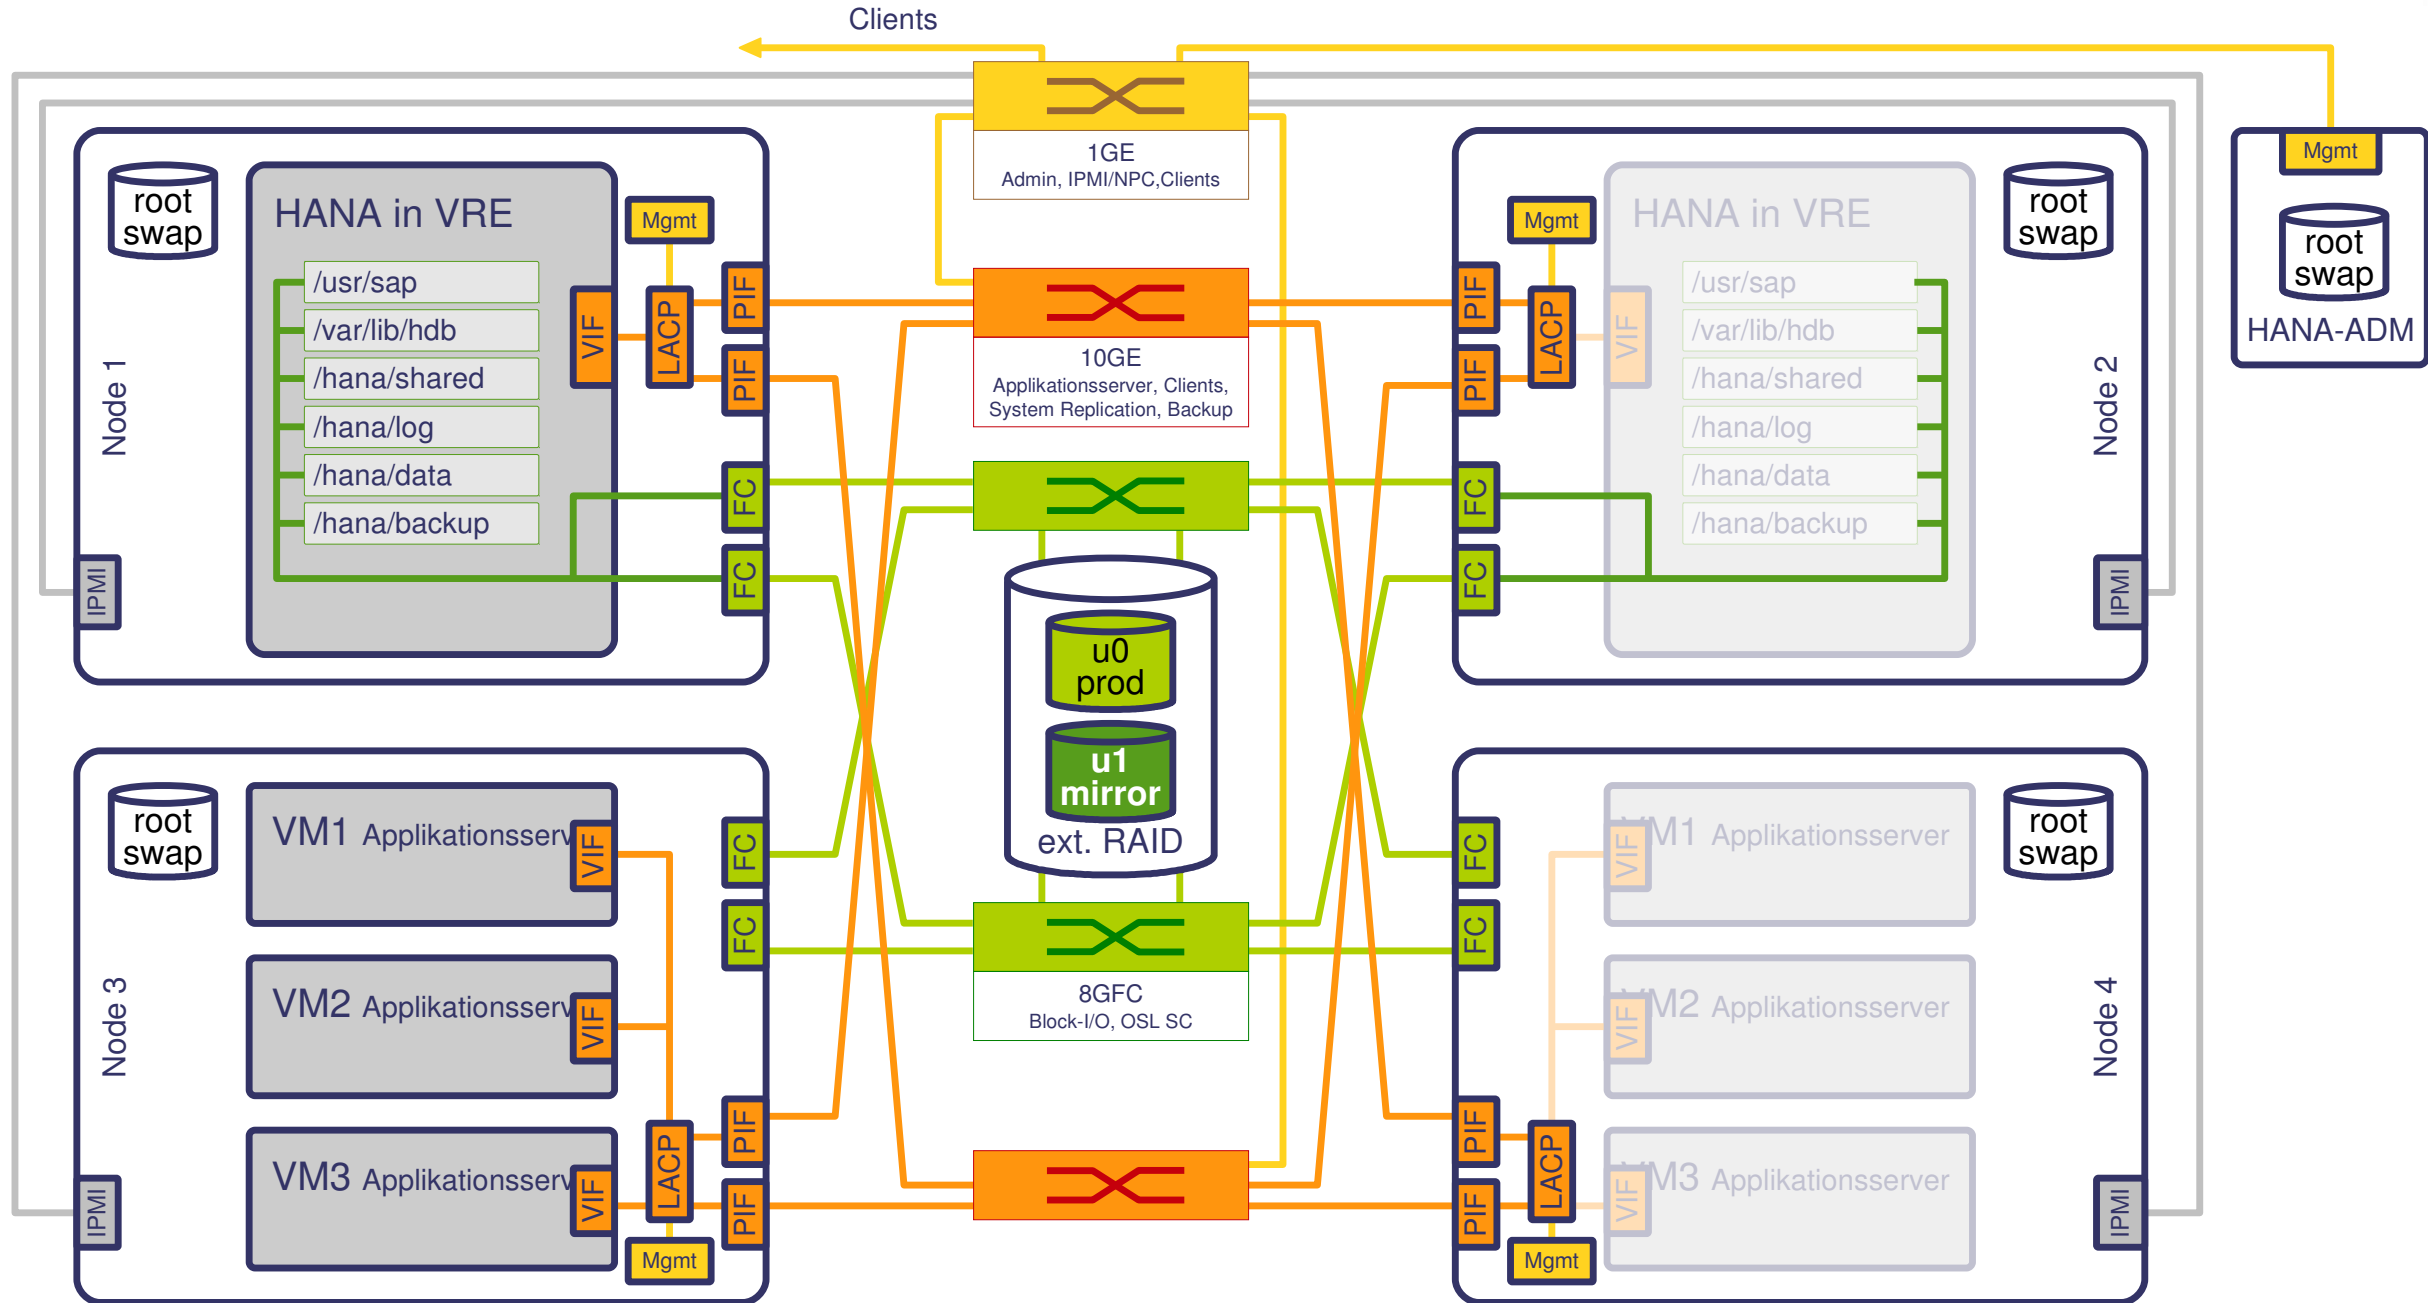 Clients
1GE
Admin, IPMI/NPC,Clients
10GE
Applikationsserver, Clients,
System Replication, Backup
u0
prod
u1
mirror
ext. RAID
8GFC
Block-I/O, OSL SC
Node 1
root
swap
HANA in VRE
/usr/sap
/var/lib/hdb
/hana/shared
/hana/log
/hana/data
/hana/backup
VIF
LACP
Mgmt
PIF
PIF
FC
FC
IPMI
Node 2
root
swap
HANA in VRE
/usr/sap
/var/lib/hdb
/hana/shared
/hana/log
/hana/data
/hana/backup
VIF
LACP
Mgmt
PIF
PIF
FC
FC
IPMI
Mgmt
root
swap
HANA-ADM
Node 3
root
swap
VM1 Applikationsserv
VIF
VM2 Applikationsserv
VIF
VM3 Applikationsserv
VIF
LACP
Mgmt
FC
FC
PIF
PIF
IPMI
Node 4
root
swap
VM1 Applikationsserver
VIF
VM2 Applikationsserver
VIF
VM3 Applikationsserver
VIF
LACP
Mgmt
FC
FC
PIF
PIF
IPMI